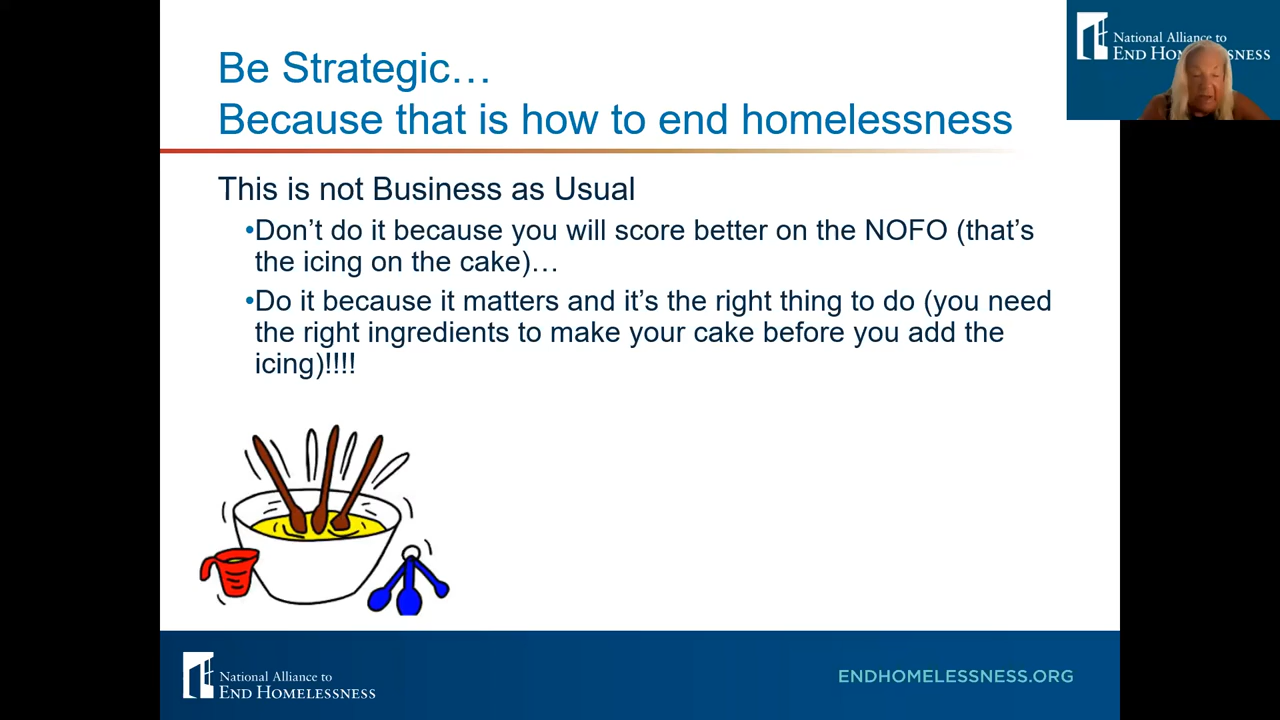 Be Strategic…
Because that is how to end homelessness
National Alliance to
END HOMELESSNESS
This is not Business as Usual
•Don’t do it because you will score better on the NOFO (that’s
the icing on the cake)…
•Do it because it matters and it’s the right thing to do (you need
the right ingredients to make your cake before you add the
icing)!!!!
National Alliance to
END HOMELESSNESS
ENDHOMELESSNESS.ORG